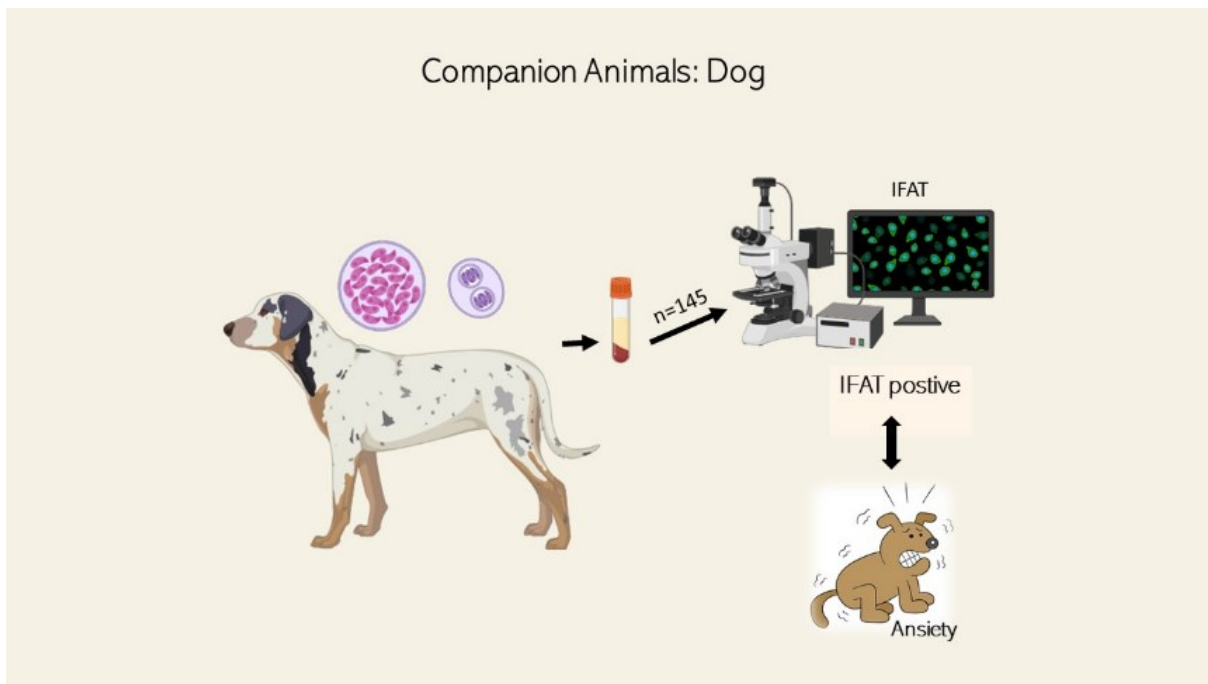 Companion Animals: Dog
IFAT
n=145
IFAT postive
Ansiety